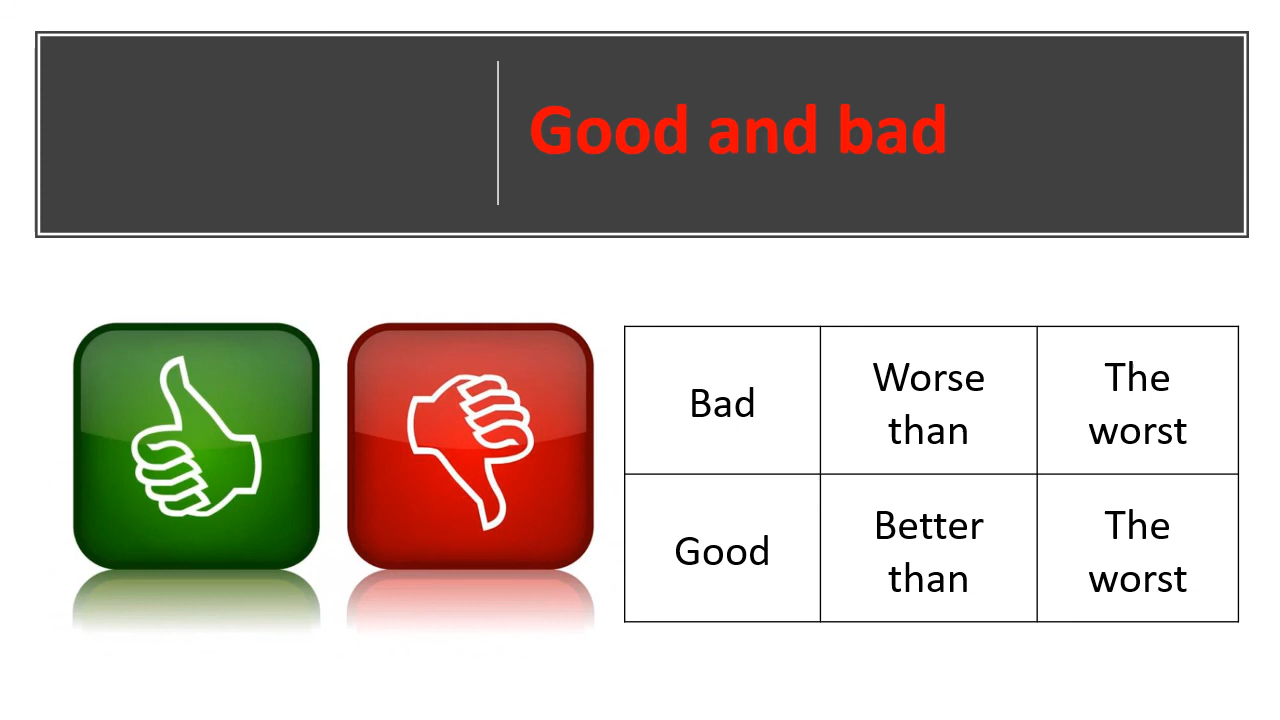 Good and bad
Bad
Worse
than
The
worst
Good
Better
than
The
worst